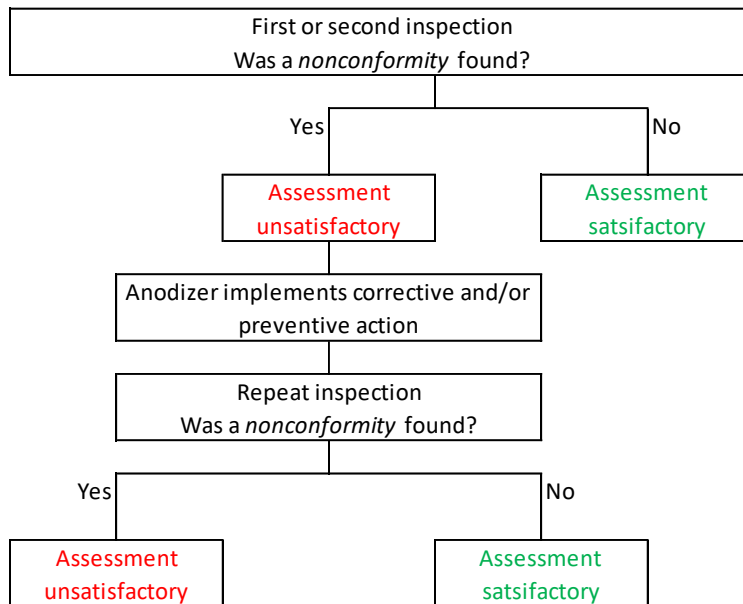 First or second inspection
Was a nonconformity found?
Yes
No
Assessment
unsatisfactory
Assessment
satsifactory
Anodizer implements corrective and/or
preventive action
Repeat inspection
Was a nonconformity found?
Yes
No
Assessment
unsatisfactory
Assessment
satsifactory